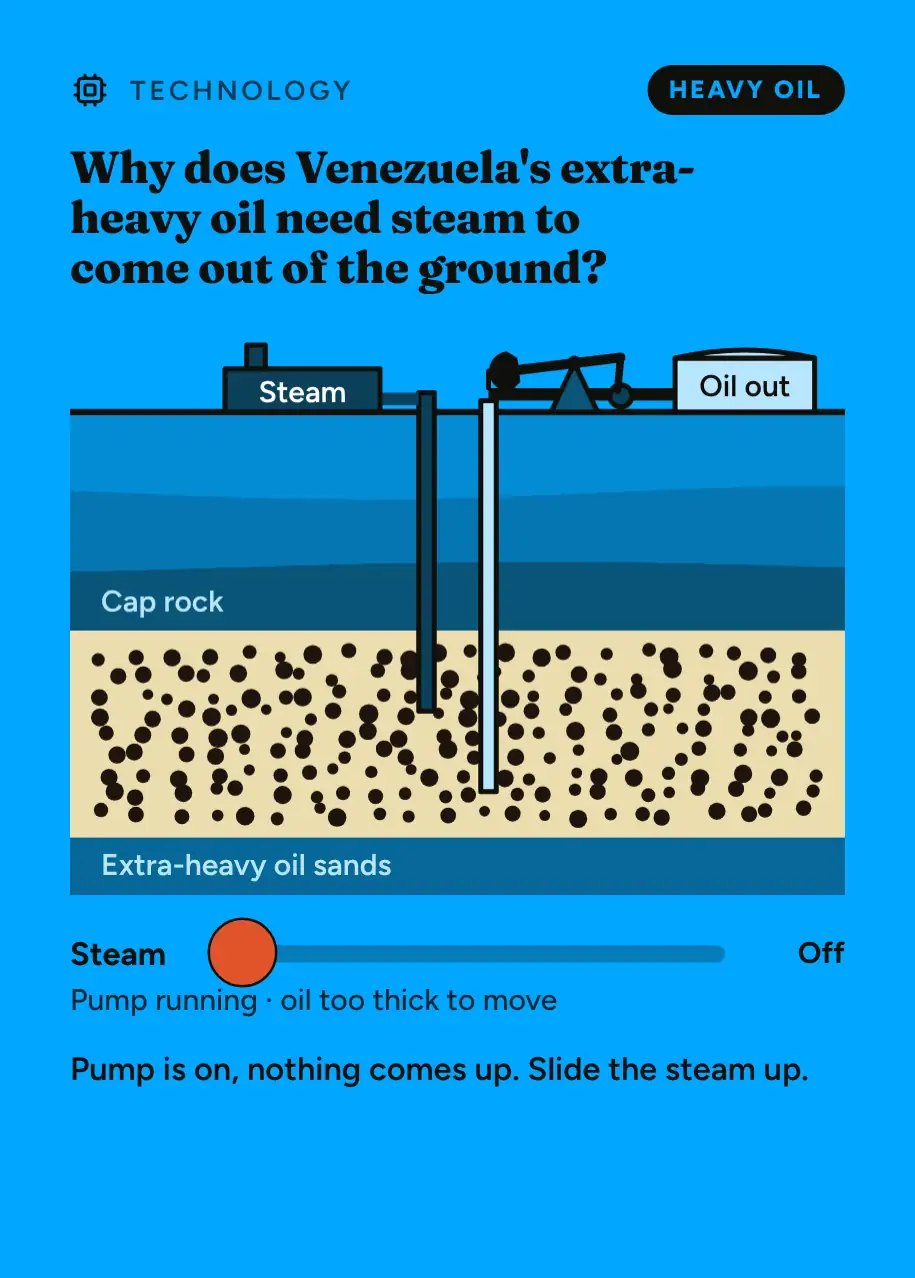 TECHNOLOGY
HEAVY OIL
Why does Venezuela's extra-
heavy oil need steam to
come out of the ground?
Steam
Oil out
Cap rock
Extra-heavy oil sands
Steam
Off
Pump running · oil too thick to move
Pump is on, nothing comes up. Slide the steam up.